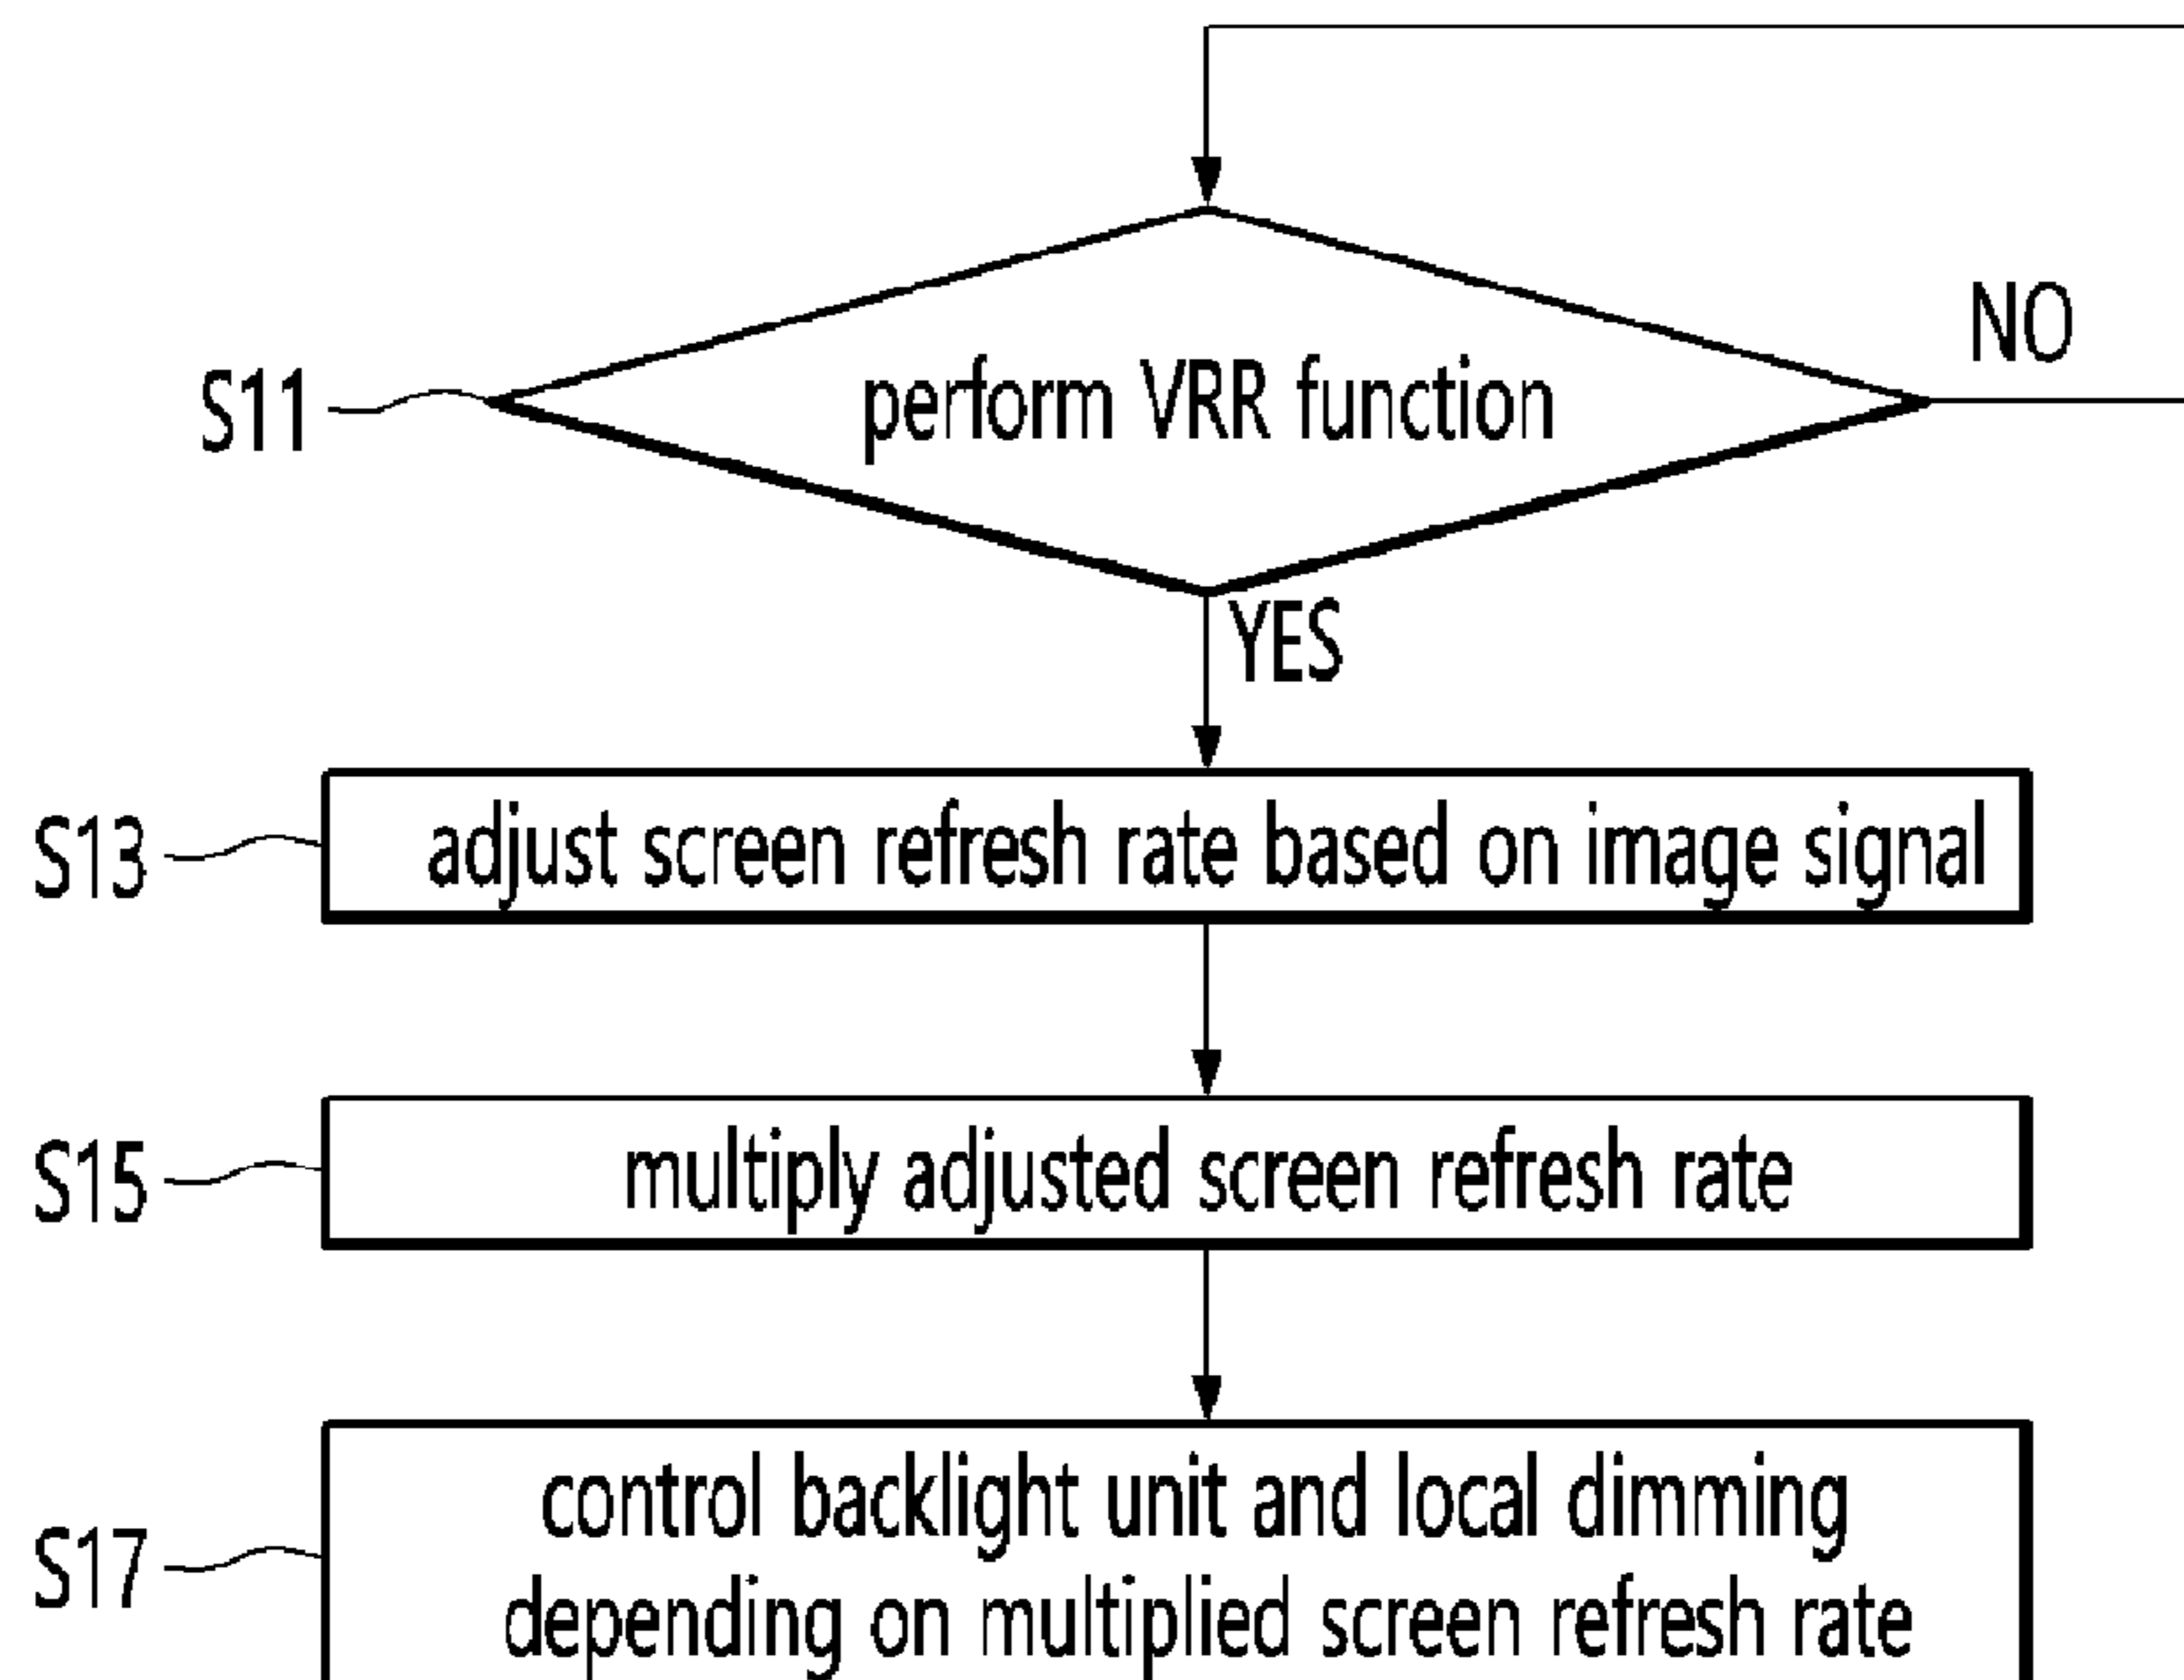 NO
S11
perform VRR function
YES
S13
adjust screen refresh rate based on image signal
S15
multiply adjusted screen refresh rate
S17
control backlight unit and local dimming
depending on multiplied screen refresh rate